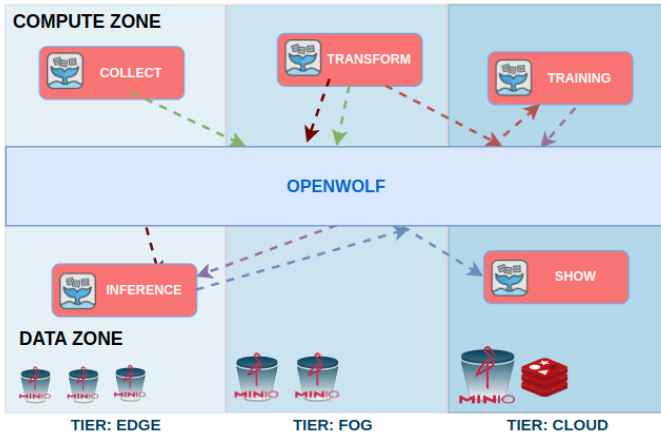 COMPUTE ZONE
COLLECT
TRANSFORM
TRAINING
OPENWOLF
INFERENCE
SHOW
DATA ZONE
MINIO
MINIO
MINIO
MINIO
MINIO
MINIO
TIER: EDGE
TIER: FOG
TIER: CLOUD